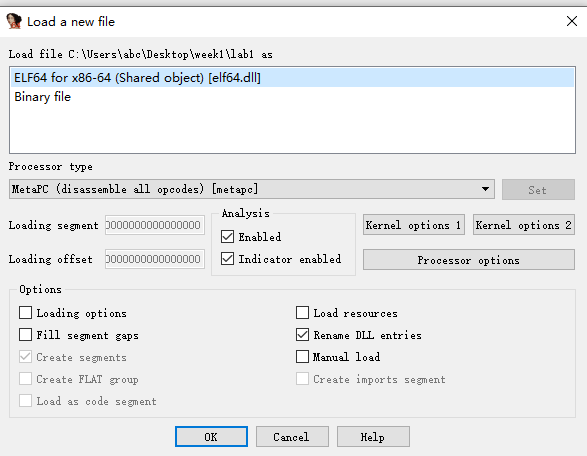 Load a new file
Load file C:\Users\abc\Desktop\week1\lab1 as
ELF64 for x86-64 (Shared object) [elf64.dll]
Binary file
Processor type
MetaPC (disassemble all opcodes) [metapc]
Set
Loading segment
0000000000000000
Loading offset
0000000000000000
Analysis
Enabled
Indicator enabled
Kernel options 1
Kernel options 2
Processor options
Options
Loading options
Load resources
Fill segment gaps
Rename DLL entries
Create segments
Manual load
Create FLAT group
Create imports segment
Load as code segment
OK
Cancel
Help